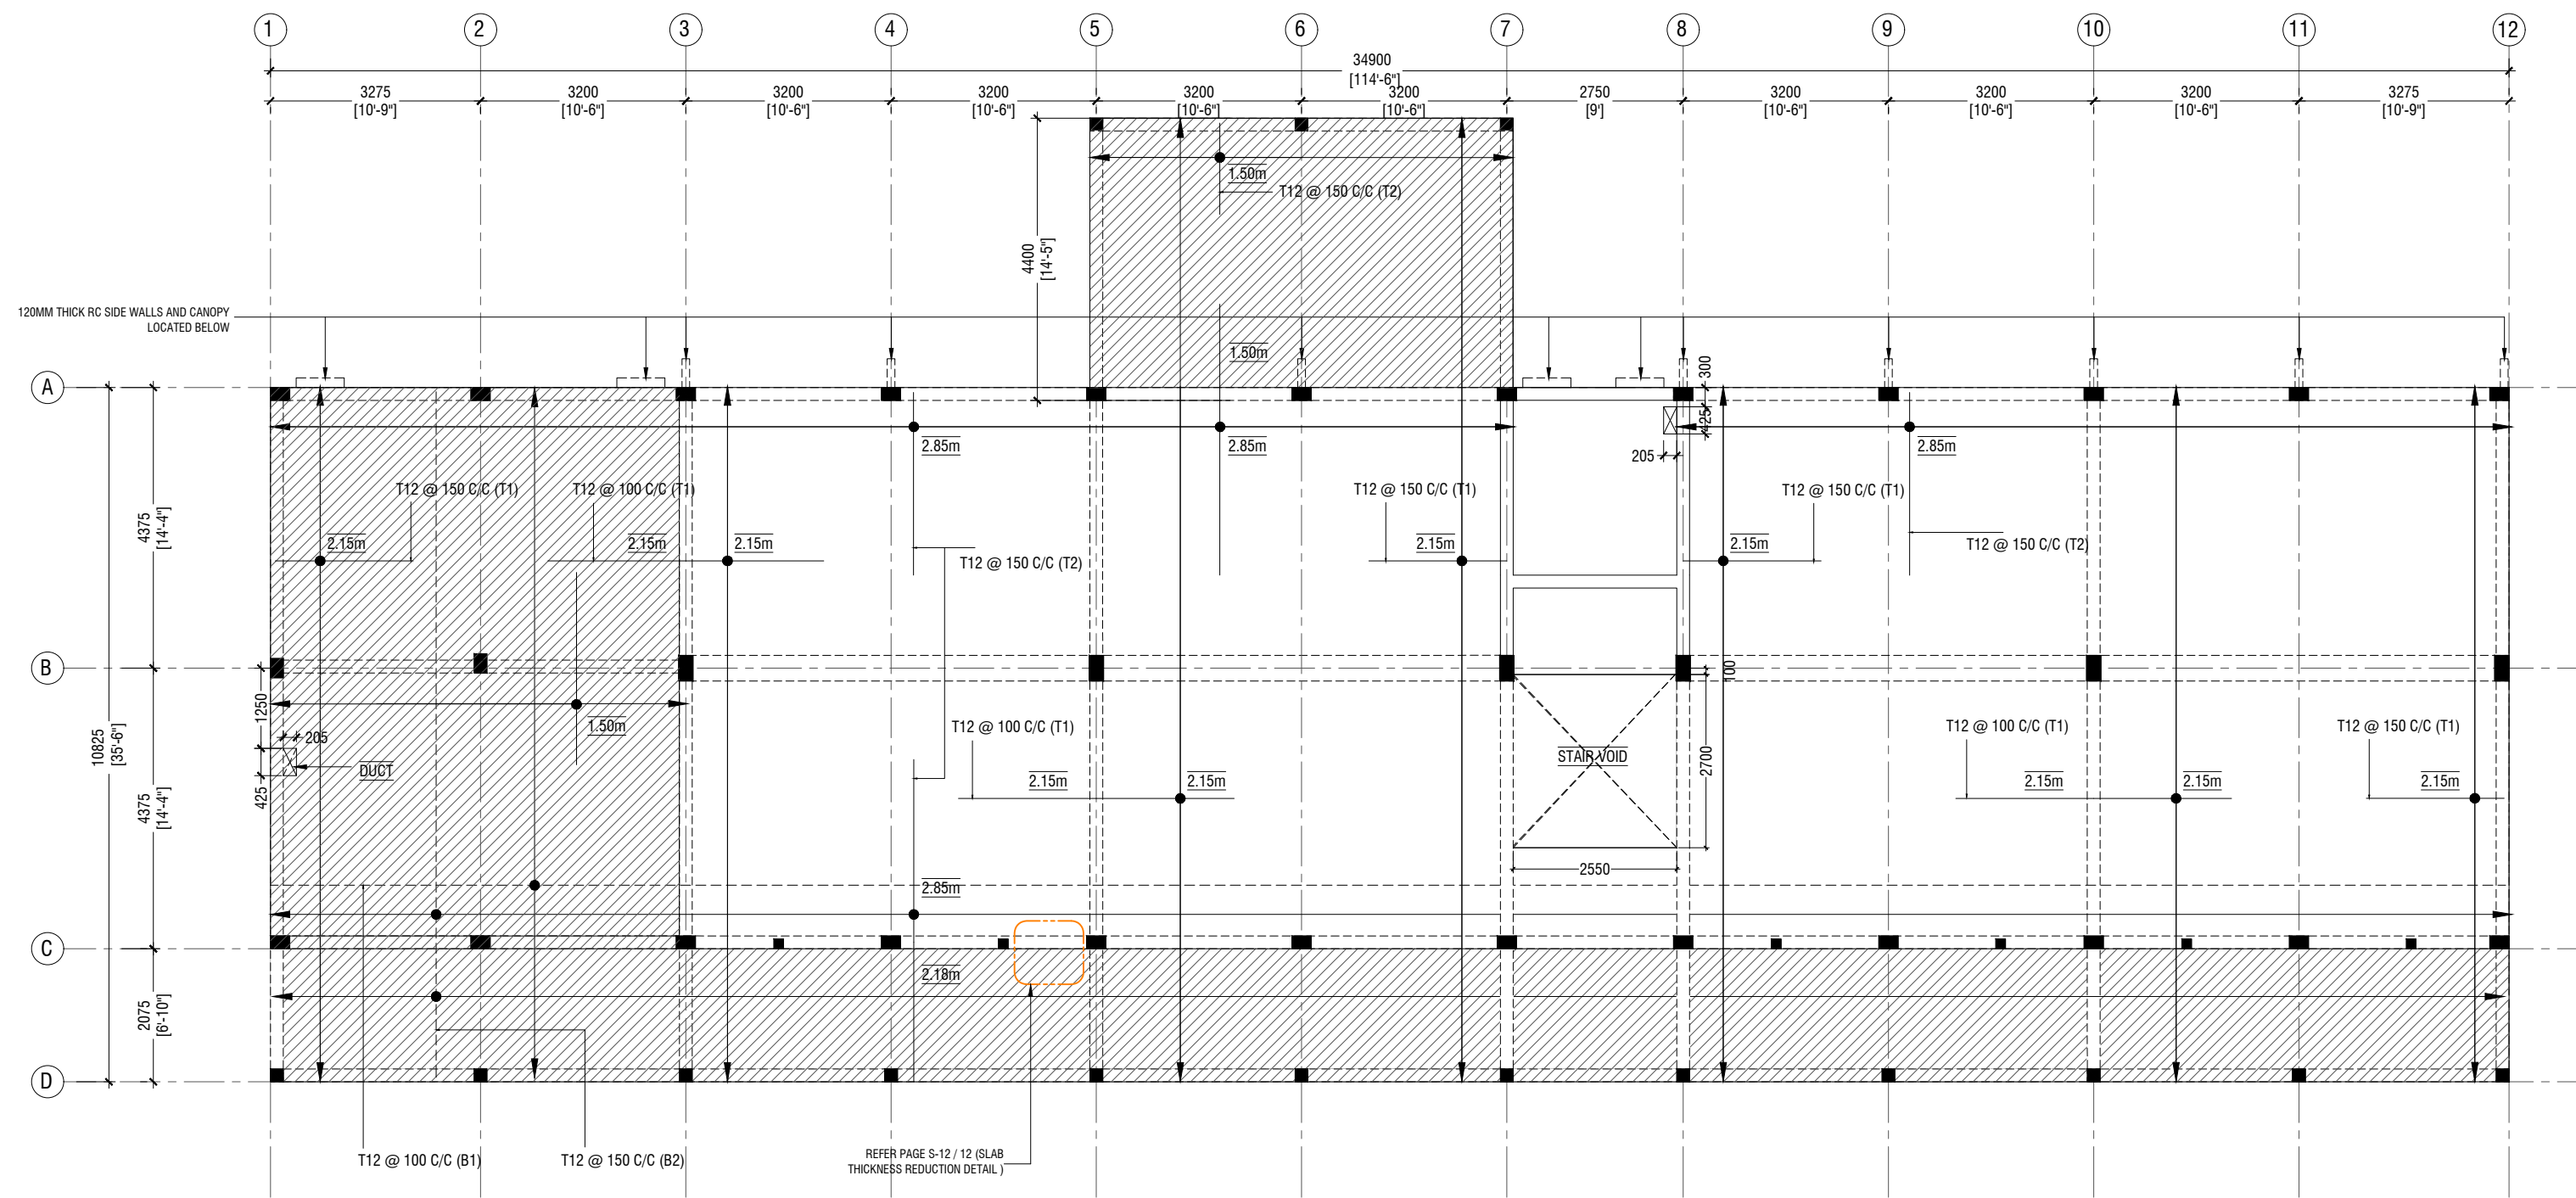 1 2 3 4 5 6 7 8 9 10 11 12
34900
[114'-6"]
3275 3200 3200 3200 3200 3200 2750 3200 3200 3200 3275
[10'-9"] [10'-6"] [10'-6"] [10'-6"] [10'-6"] [10'-6"] [9'] [10'-6"] [10'-6"] [10'-6"] [10'-9"]
1.50m
T12 @ 150 C/C (T2)
4400
[14'-5"]
120MM THICK RC SIDE WALLS AND CANOPY
LOCATED BELOW
1.50m
300
A
425
2.85m 2.85m 2.85m
205
T12 @ 150 C/C (T1) T12 @ 100 C/C (T1) T12 @ 150 C/C (T1) T12 @ 150 C/C (T1)
4375
[14'-4"]
2.15m 2.15m 2.15m 2.15m 2.15m
T12 @ 150 C/C (T2) T12 @ 150 C/C (T2)
B
100
1250
10825
[35'-6"]
1.50m
T12 @ 100 C/C (T1) T12 @ 100 C/C (T1) T12 @ 150 C/C (T1)
205
DUCT
STAIR VOID
2700
425
4375
[14'-4"]
2.15m 2.15m 2.15m 2.15m 2.15m
2550
2.85m
C
2.18m
2075
[6'-10"]
D
T12 @ 100 C/C (B1) T12 @ 150 C/C (B2)
REFER PAGE S-12 / 12 (SLAB
THICKNESS REDUCTION DETAIL )